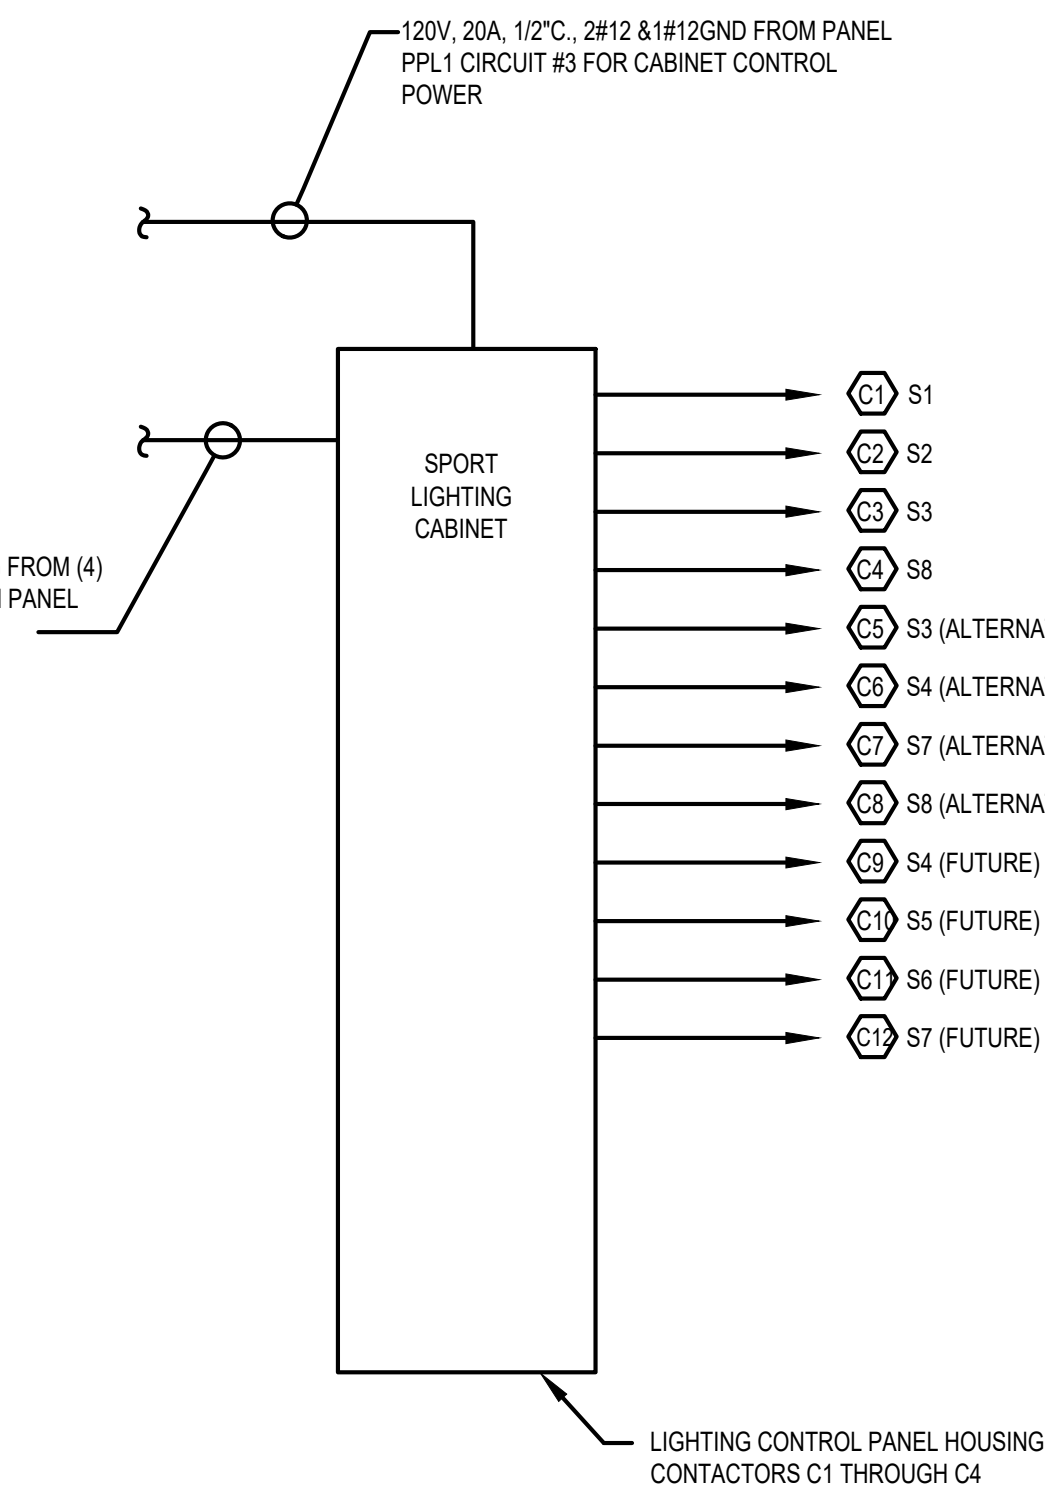 120V, 20A, 1/2"C., 2#12 &1#12GND FROM PANEL
PPL1 CIRCUIT #3 FOR CABINET CONTROL
POWER
SPORT
LIGHTING
CABINET
FROM (4)
PANEL
C1 S1
C2 S2
C3 S3
C4 S8
C5 S3 (ALTERNA
C6 S4 (ALTERNA
C7 S7 (ALTERNA
C8 S8 (ALTERNA
C9 S4 (FUTURE)
C10 S5 (FUTURE)
C11 S6 (FUTURE)
C12 S7 (FUTURE)
LIGHTING CONTROL PANEL HOUSING
CONTACTORS C1 THROUGH C4